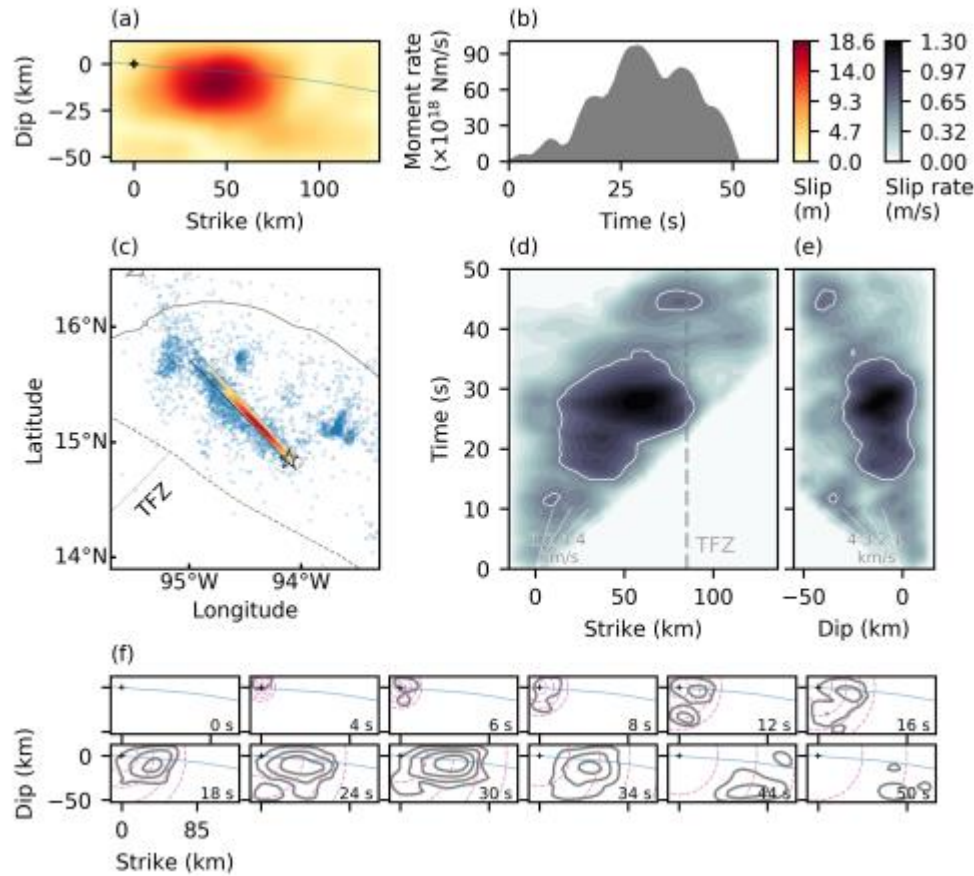 (a)
Dip (km)
0
−25
−50
0
50
100
Strike (km)
(b)
Moment rate
(×10¹⁸ Nm/s)
90
60
30
0
0
25
50
Time (s)
18.6
14.0
9.3
4.7
0.0
Slip
(m)
1.30
0.97
0.65
0.32
0.00
Slip rate
(m/s)
(c)
Latitude
16°N
15°N
14°N
TFZ
95°W
94°W
Longitude
(d)
Time (s)
50
40
30
20
10
0
4
TFZ
0
50
100
Strike (km)
(e)
4
km/s
−50
0
Dip (km)
(f)
0 s
4 s
6 s
8 s
12 s
16 s
Dip (km)
0
−50
18 s
24 s
30 s
34 s
44 s
50 s
0
85
Strike (km)